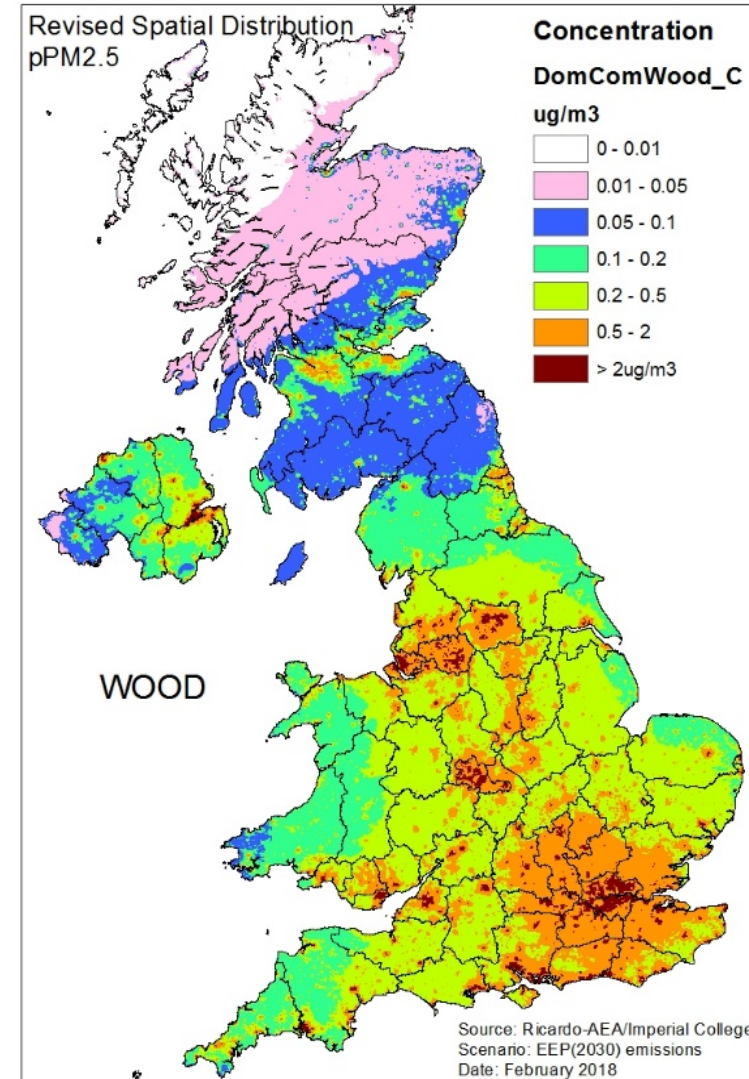 Revised Spatial Distribution
pPM2.5
Concentration
DomComWood_C
ug/m3
0 - 0.01
0.01 - 0.05
0.05 - 0.1
0.1 - 0.2
0.2 - 0.5
0.5 - 2
> 2ug/m3
WOOD
Source: Ricardo-AEA/Imperial College
Scenario: EEP(2030) emissions
Date: February 2018